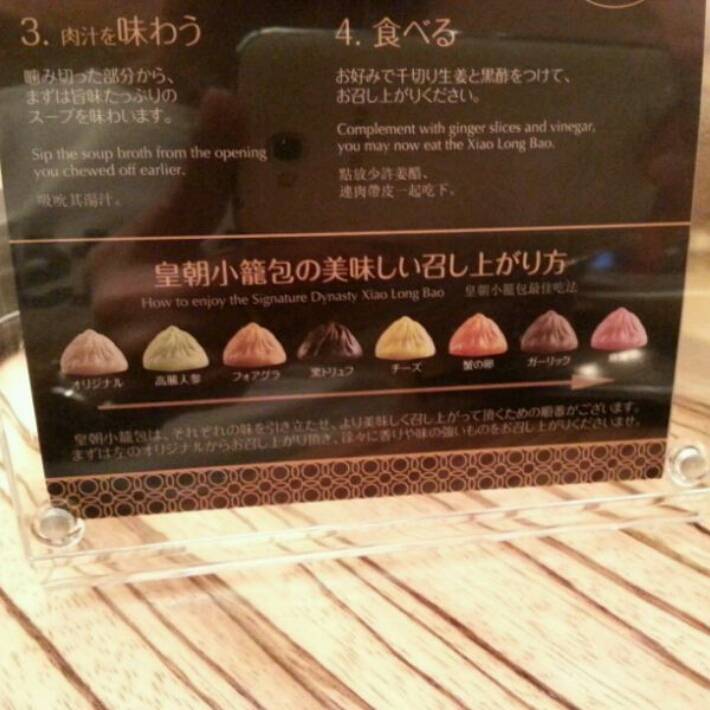 3. 肉汁を味わう
噛み切った部分から、
まずは旨味たっぷりの
スープを味わいます。
Sip the soup broth from the opening
you chewed off earlier.
吸吮其湯汁。
4. 食べる
お好みで千切り生姜と黒酢をつけて、
お召し上がりください。
Complement with ginger slices and vinegar,
you may now eat the Xiao Long Bao.
點放少許姜醋、
連肉帶皮一起吃下。
皇朝小籠包の美味しい召し上がり方
How to enjoy the Signature Dynasty Xiao Long Bao 皇朝小籠包最佳吃法
オリジナル 高麗人参 フォアグラ 黒トリュフ チーズ 蟹の卵 ガーリック
皇朝小籠包は、それぞれの味を引き立たせ、より美味しく召し上がって頂くための順番がございます。
まずは左のオリジナルからお召し上がり頂き、徐々に香りや味の強いものをお召し上がりくださいませ。